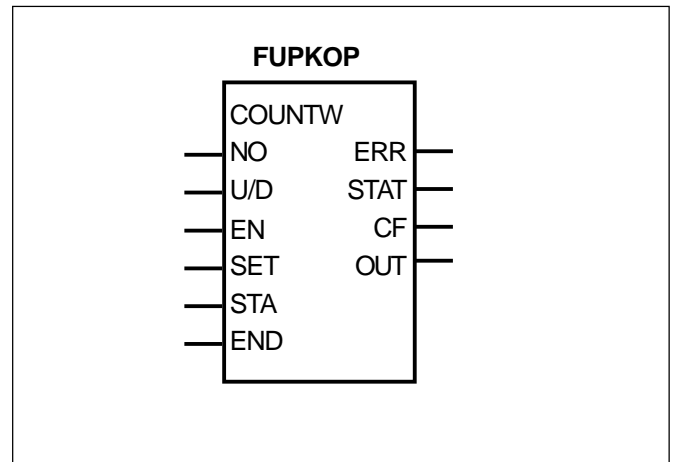 FUPKOP
COUNTW
NO ERR
U/D STAT
EN CF
SET OUT
STA
END